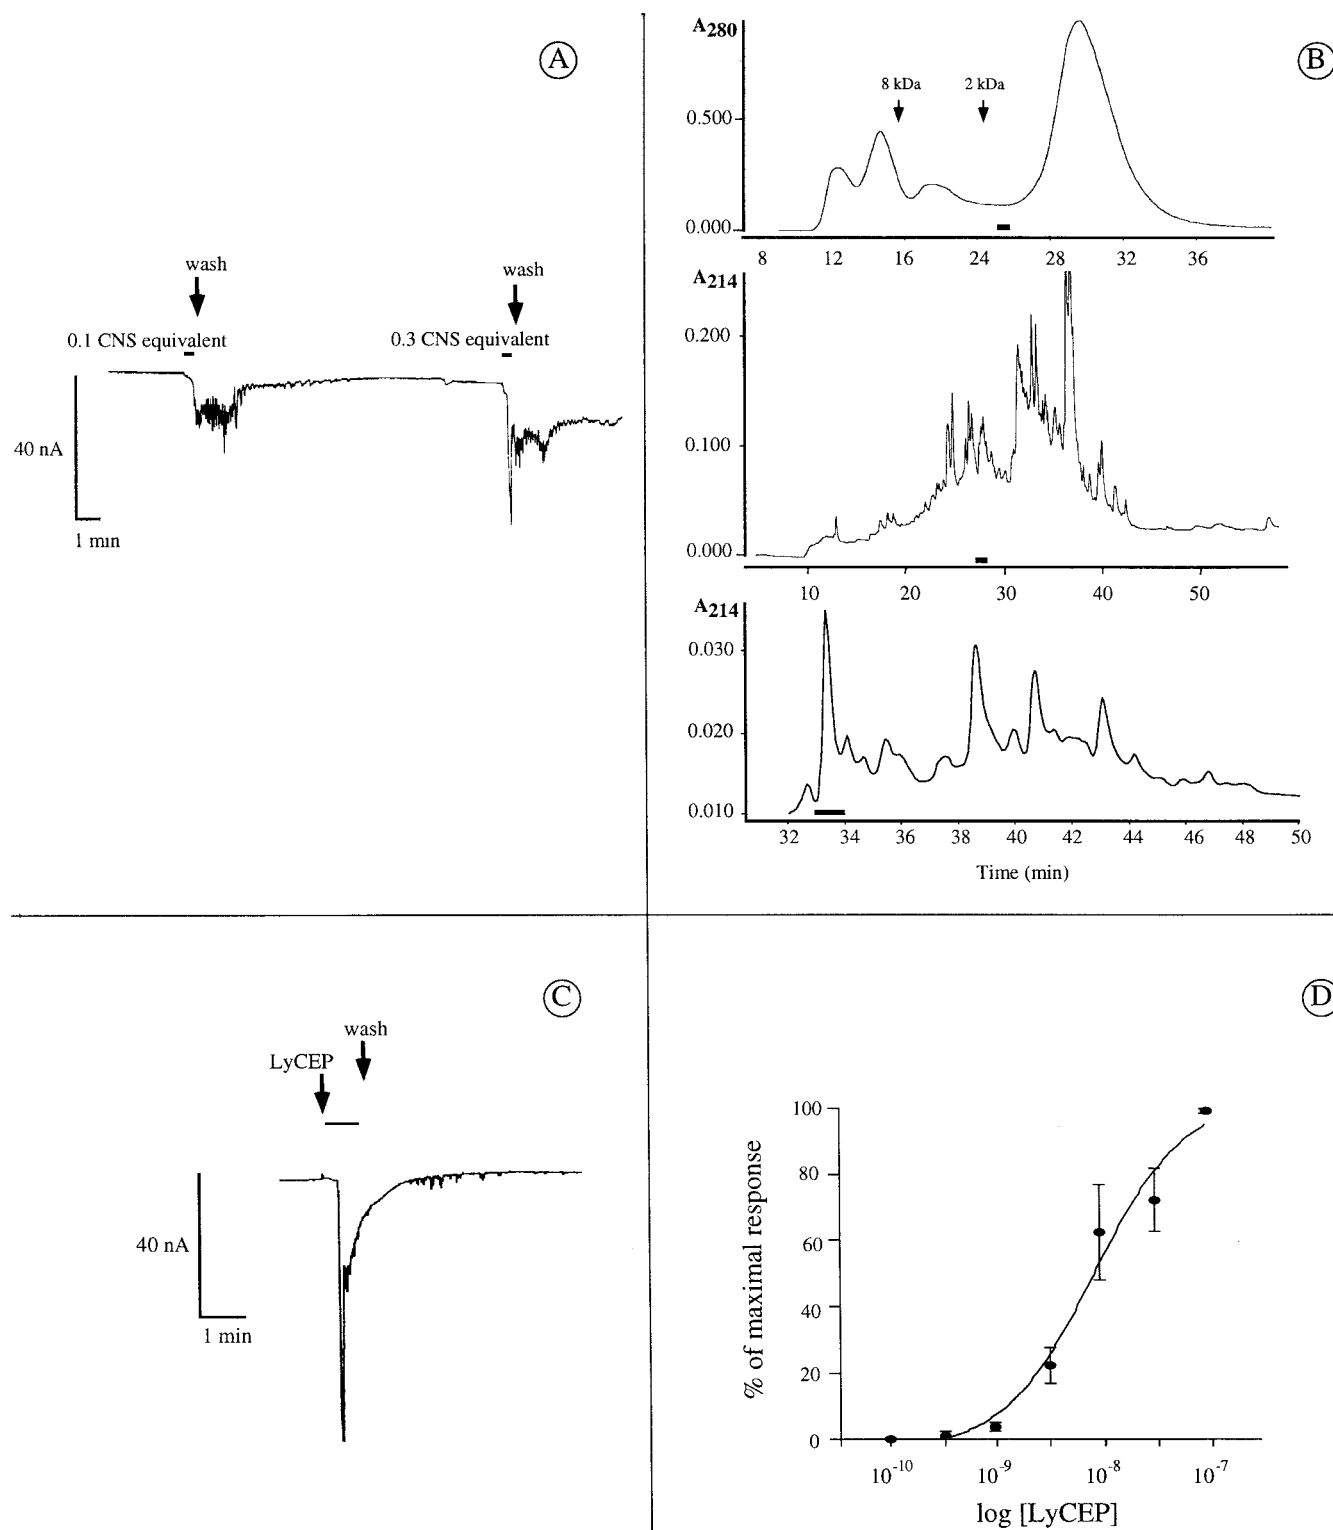 A
wash
wash
0.1 CNS equivalent
0.3 CNS equivalent
40 nA
1 min
B
A280
8 kDa
2 kDa
0.500
0.000
8 12 16 20 24 28 32 36
A214
0.200
0.100
0.000
10 20 30 40 50
A214
0.030
0.020
0.010
32 34 36 38 40 42 44 46 48 50
Time (min)
C
wash
LyCEP
40 nA
1 min
D
% of maximal response
100
80
60
40
20
0
10-10 10-9 10-8 10-7
log [LyCEP]